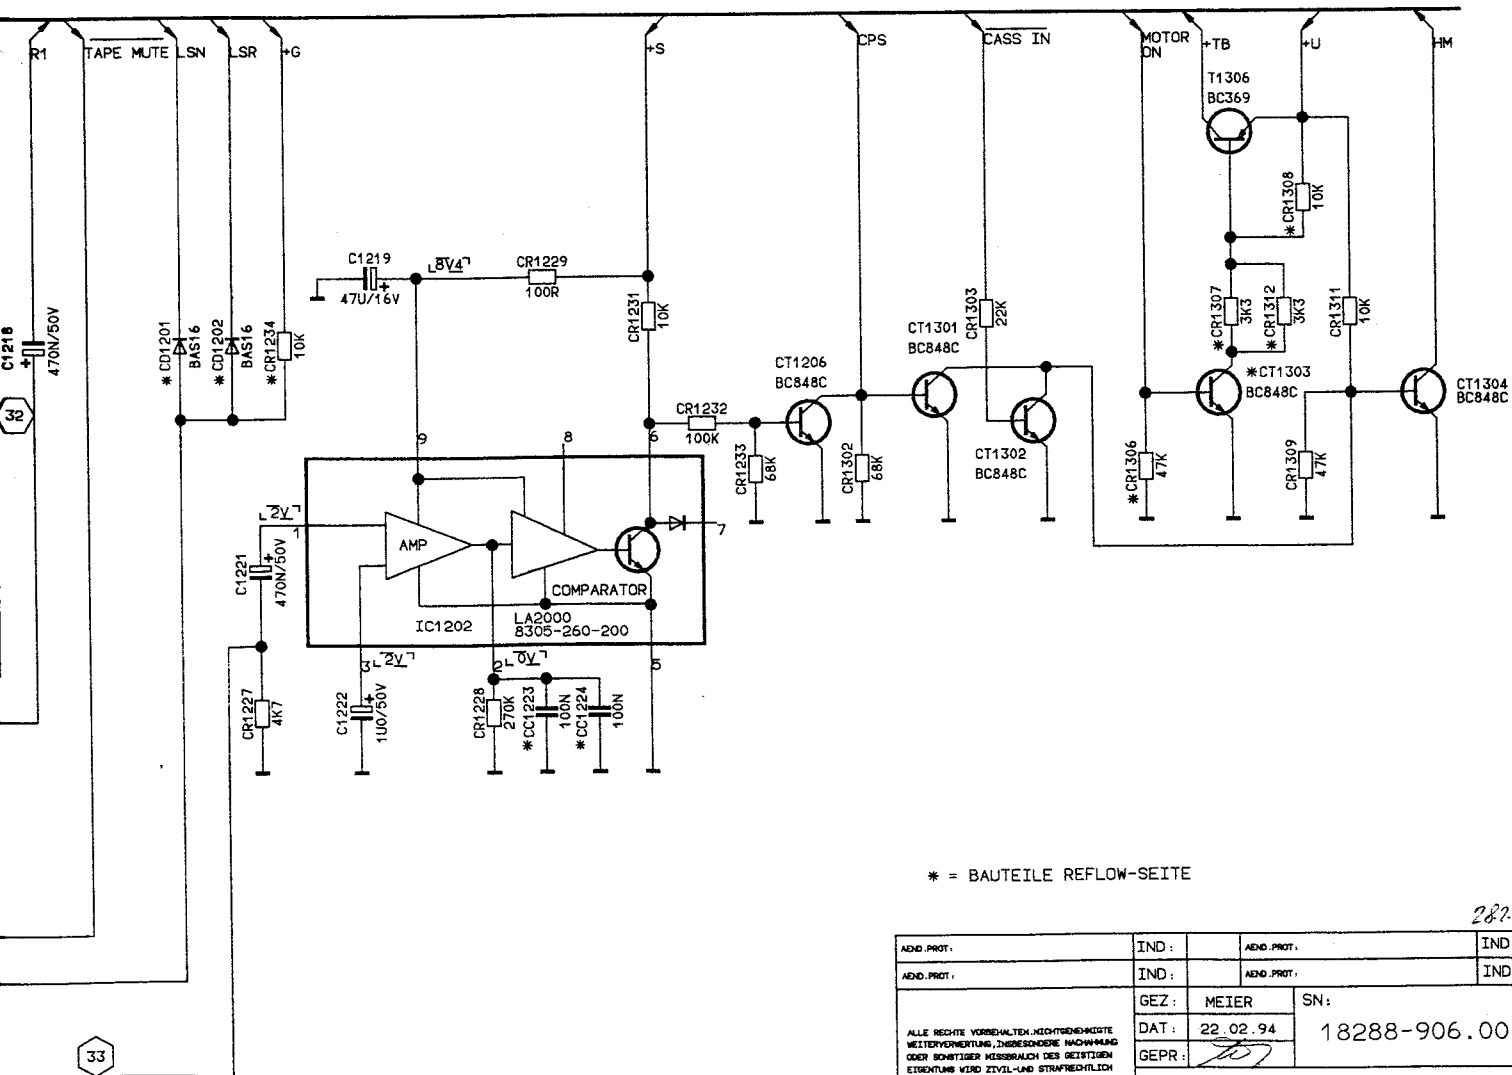 R1
TAPE MUTE
LSN
LSR
+G
+S
CPS
CASS IN
MOTOR
ON
+TB
+U
HM
T1306
BC369
*CR1308
10K
C1219
47U/16V
8V4
CR1229
100R
CR1231
10K
CR1303
22K
*CR1307
3K3
*CR1312
3K3
CR1311
10K
C1218
470N/50V
*CD1201
BAS16
*CD1202
BAS16
*CR1234
10K
CT1301
BC848C
CT1206
BC848C
*CT1303
BC848C
CT1304
BC848C
32
CR1232
100K
9
8
6
CR1233
68K
CR1302
68K
CT1302
BC848C
*CR1306
47K
CR1309
47K
2V
1
AMP
7
C1221
470N/50V
COMPARATOR
IC1202
LA2000
8305-260-200
3
2V
2
0V
5
CR1227
4K7
C1222
1U0/50V
CR1228
270K
*CC1223
100N
*CC1224
100N
* = BAUTEILE REFLOW-SEITE
282
AEND.PROT:
IND:
AEND.PROT:
IND
AEND.PROT:
IND:
AEND.PROT:
IND
GEZ:
MEIER
SN:
DAT:
22.02.94
18288-906.00
GEPR:
ALLE RECHTE VORBEHALTEN.NICHTGENEHMIGTE
WEITERVERWERTUNG,INSBESONDERE NACHAHMUNG
ODER SONSTIGER MISSBRAUCH DES GEISTIGEN
EIGENTUMS WIRD ZIVIL-UND STRAFRECHTLICH
33